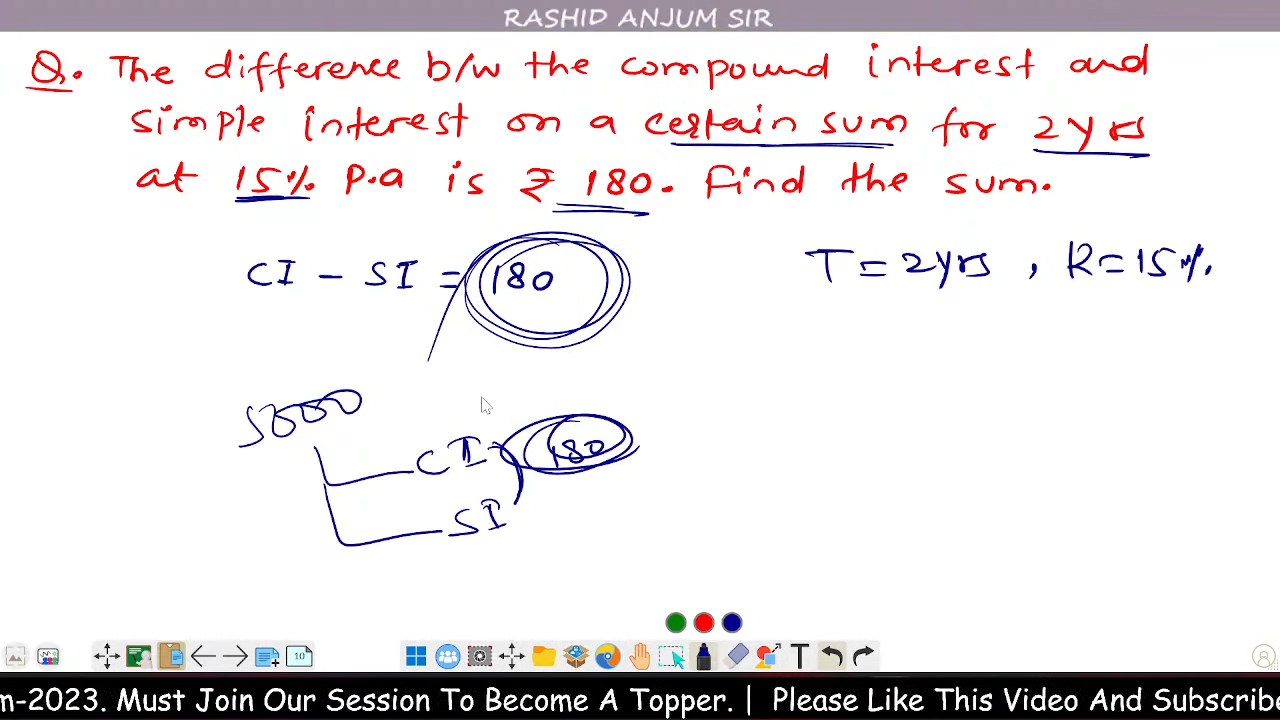 RASHID ANJUM SIR
Q. The difference b/w the compound interest and
simple interest on a certain sum for 2yrs
at 15% P.a is ₹ 180. Find the sum.
CI - SI = 180
T = 2yrs, R = 15%.
5000
CI
180
SI
10
m-2023. Must Join Our Session To Become A Topper. | Please Like This Video And Subscribe